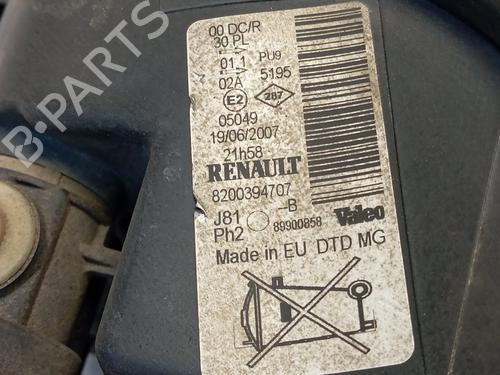 00 DC/R
30 PL
01 1 PU9
02A 5195
E2 287
05049
19/06/2007
21h58
RENAULT
8200394707
B
J81 89900858 Valeo
Ph2
Made in EU DTD MG
B-PARTS